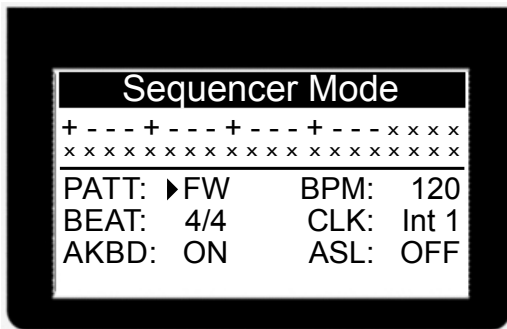 Sequencer Mode
+ - - - + - - - + - - - + - - - x x x x
x x x x x x x x x x x x x x x x x x x x
PATT: ▶FW BPM: 120
BEAT: 4/4 CLK: Int 1
AKBD: ON ASL: OFF